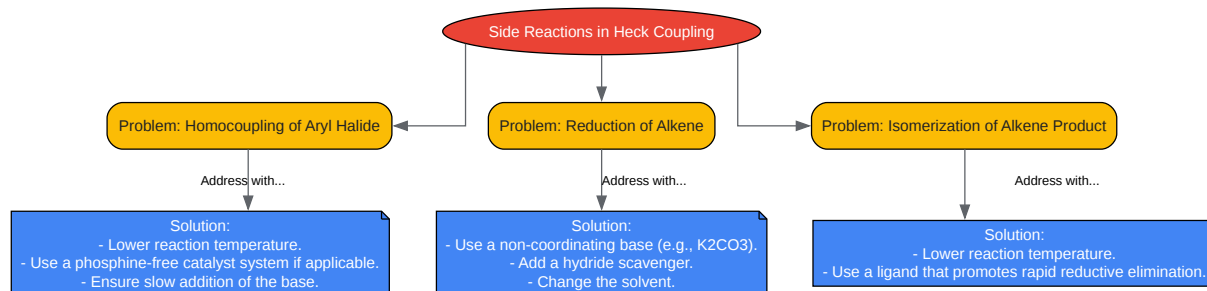 Side Reactions in Heck Coupling
Problem: Homocoupling of Aryl Halide
Problem: Reduction of Alkene
Problem: Isomerization of Alkene Product
Address with...
Address with...
Address with...
Solution:
- Lower reaction temperature.
- Use a phosphine-free catalyst system if applicable.
- Ensure slow addition of the base.
Solution:
- Use a non-coordinating base (e.g., K2CO3).
- Add a hydride scavenger.
- Change the solvent.
Solution:
- Lower reaction temperature.
- Use a ligand that promotes rapid reductive elimination.